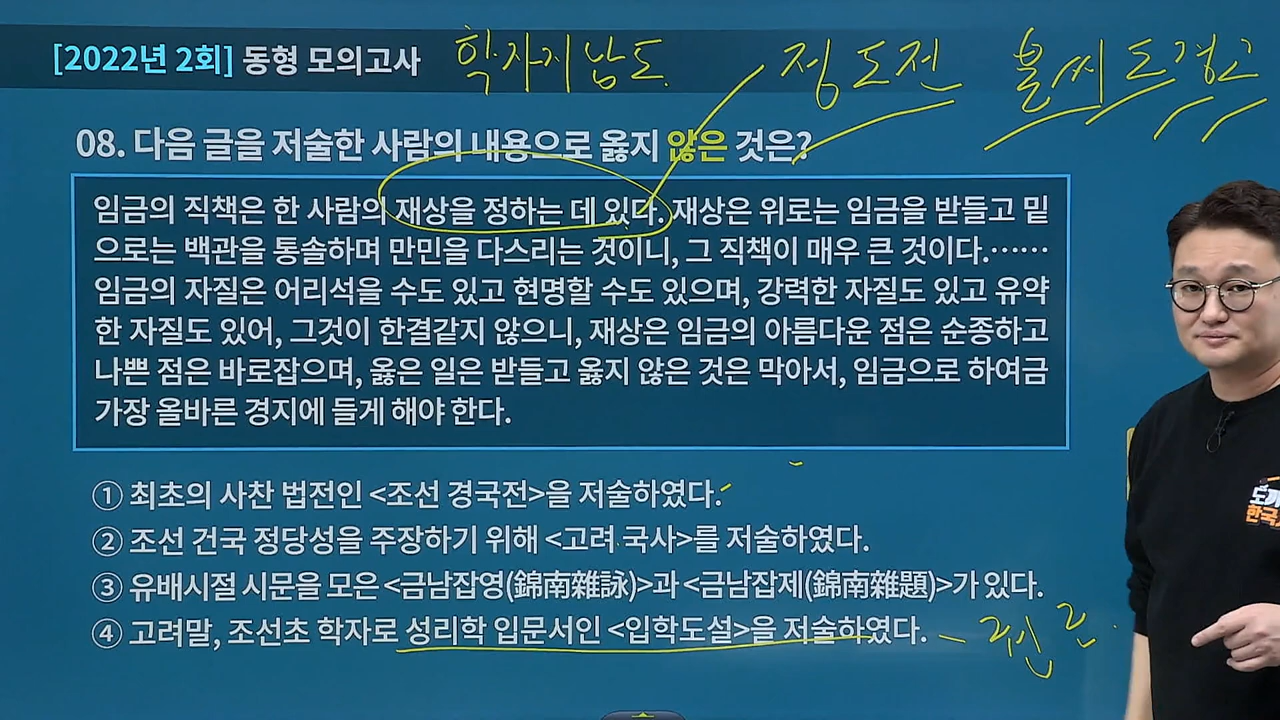 [2022년 2회] 동형 모의고사 학자지남도. 정도전 불씨잡변
08. 다음 글을 저술한 사람의 내용으로 옳지 않은 것은?
임금의 직책은 한 사람의 재상을 정하는 데 있다. 재상은 위로는 임금을 받들고 밑
으로는 백관을 통솔하며 만민을 다스리는 것이니, 그 직책이 매우 큰 것이다.……
임금의 자질은 어리석을 수도 있고 현명할 수도 있으며, 강력한 자질도 있고 유약
한 자질도 있어, 그것이 한결같지 않으니, 재상은 임금의 아름다운 점은 순종하고
나쁜 점은 바로잡으며, 옳은 일은 받들고 옳지 않은 것은 막아서, 임금으로 하여금
가장 올바른 경지에 들게 해야 한다.
① 최초의 사찬 법전인 <조선 경국전>을 저술하였다.
② 조선 건국 정당성을 주장하기 위해 <고려 국사>를 저술하였다.
③ 유배시절 시문을 모은 <금남잡영(錦南雜詠)>과 <금남잡제(錦南雜題)>가 있다.
④ 고려말, 조선초 학자로 성리학 입문서인 <입학도설>을 저술하였다. - 권근.
한국